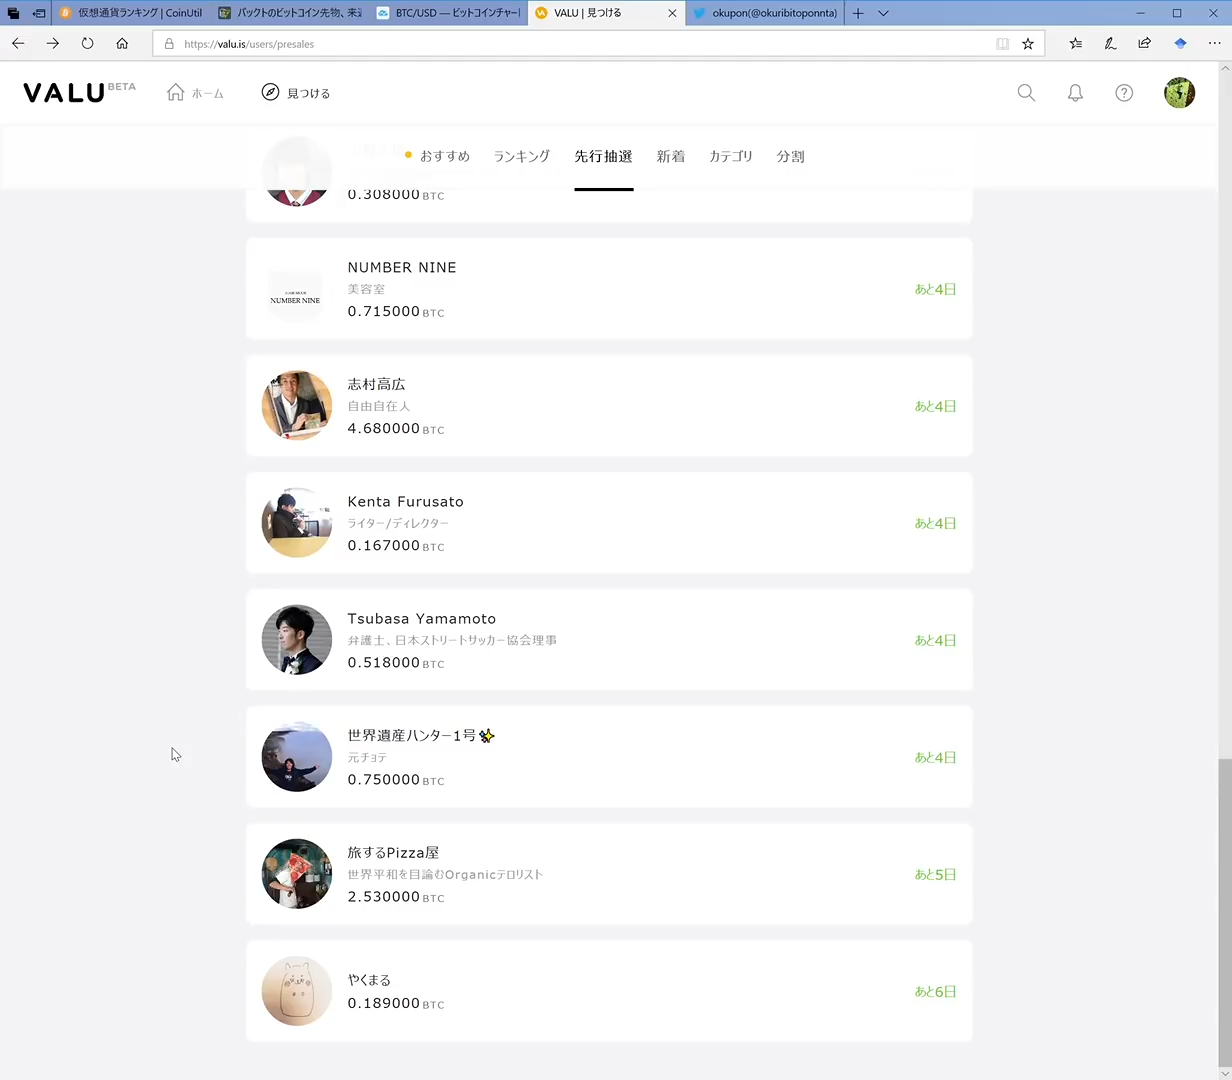 仮想通貨ランキング | CoinUtil
バックトのビットコイン先物、来週
BTC/USD — ビットコインチャート
VALU | 見つける
okupon(@okuribitoponnta)
https://valu.is/users/presales
VALU BETA
ホーム
見つける
おすすめ
ランキング
先行抽選
新着
カテゴリ
分割
0.308000 BTC
NUMBER NINE
NUMBER NINE
美容室
0.715000 BTC
あと4日
志村高広
自由自在人
4.680000 BTC
あと4日
Kenta Furusato
ライター/ディレクター
0.167000 BTC
あと4日
Tsubasa Yamamoto
弁護士、日本ストリートサッカー協会理事
0.518000 BTC
あと4日
世界遺産ハンター1号✨
元チョテ
0.750000 BTC
あと4日
旅するPizza屋
世界平和を目論むOrganicテロリスト
2.530000 BTC
あと5日
やくまる
0.189000 BTC
あと6日